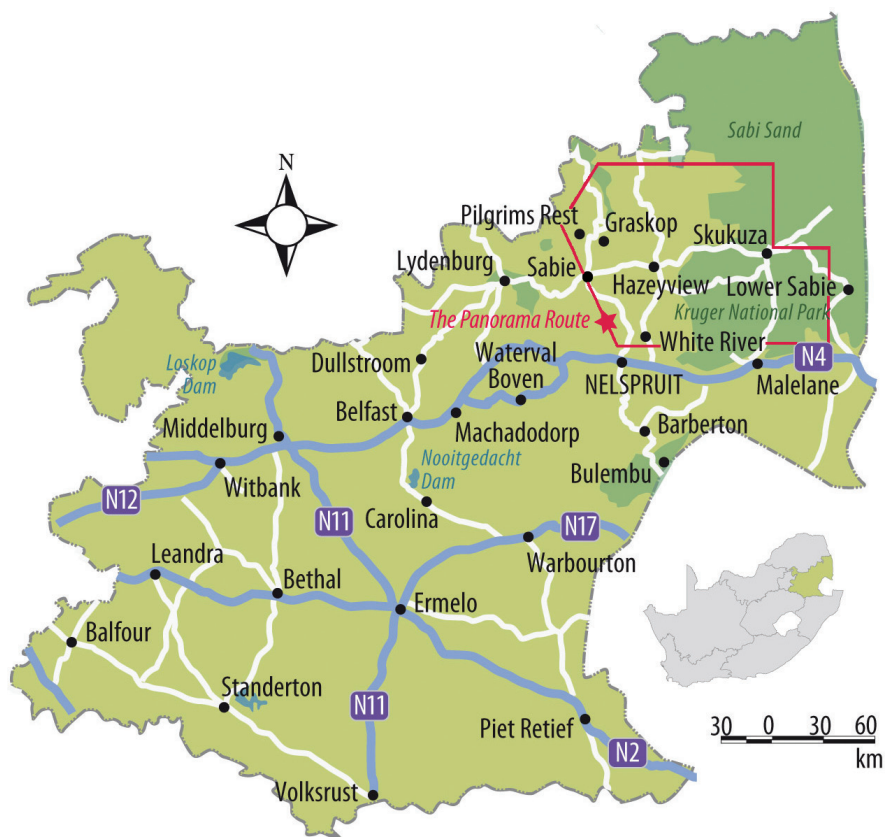 N
Sabi Sand
Pilgrims Rest
Graskop
Skukuza
Lydenburg
Sabie
Hazeyview
Lower Sabie
Kruger National Park
The Panorama Route
White River
Loskop
Dam
Dullstroom
Waterval
Boven
N4
NELSPRUIT
Malelane
Belfast
Middelburg
Machadodorp
Barberton
Nooitgedacht
Dam
Bulembu
Witbank
N12
N11
Carolina
N17
Leandra
Warbourton
Bethal
Ermelo
Balfour
Standerton
N11
Piet Retief
30 0 30 60
km
N2
Volksrust